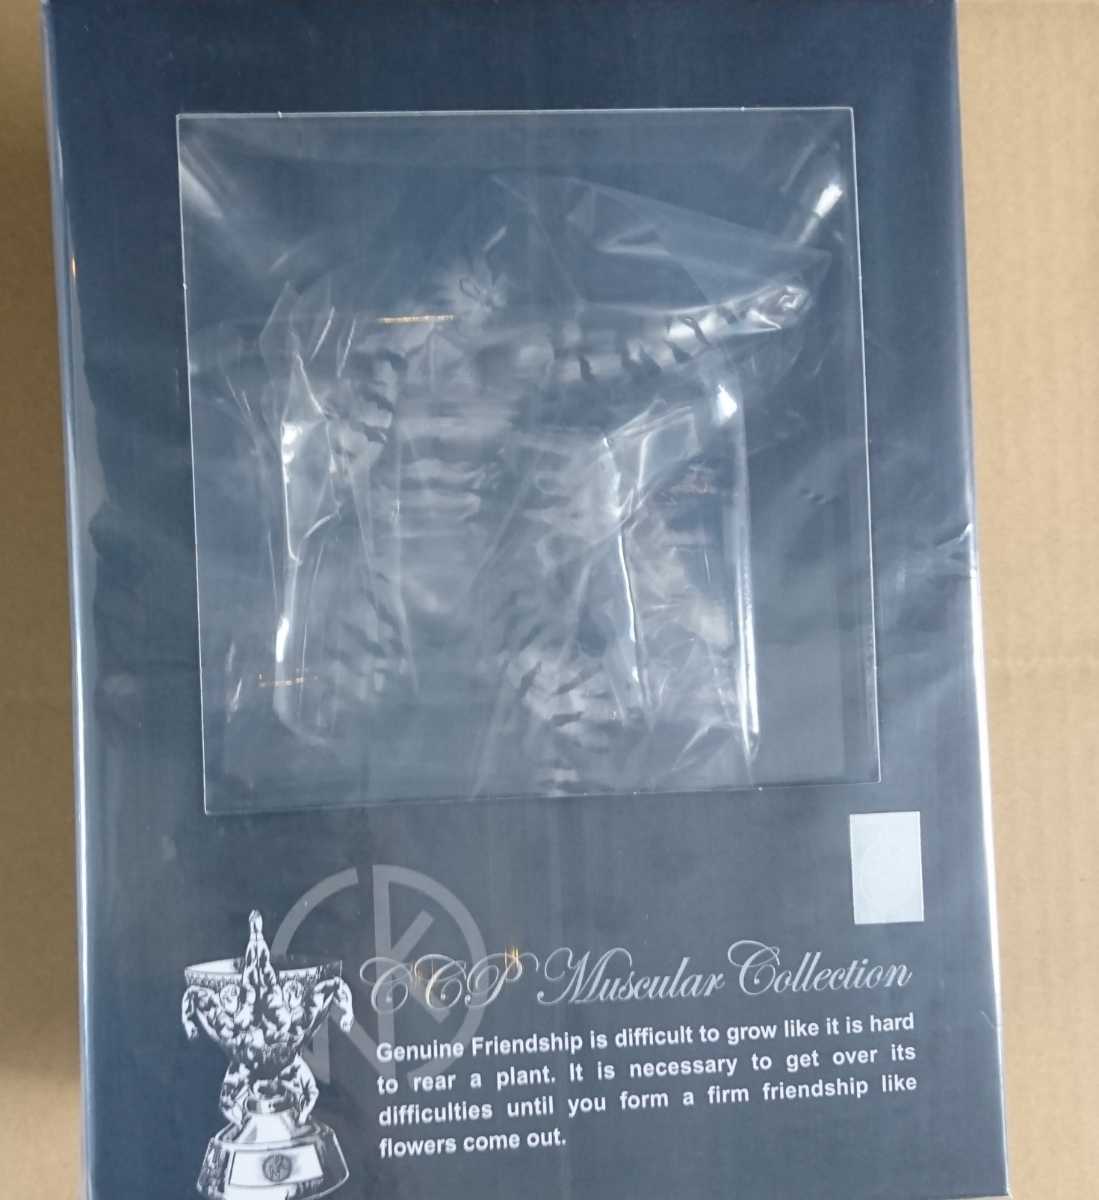 CCP Muscular Collection
Genuine Friendship is difficult to grow like it is hard
to rear a plant. It is necessary to get over its
difficulties until you form a firm friendship like
flowers come out.